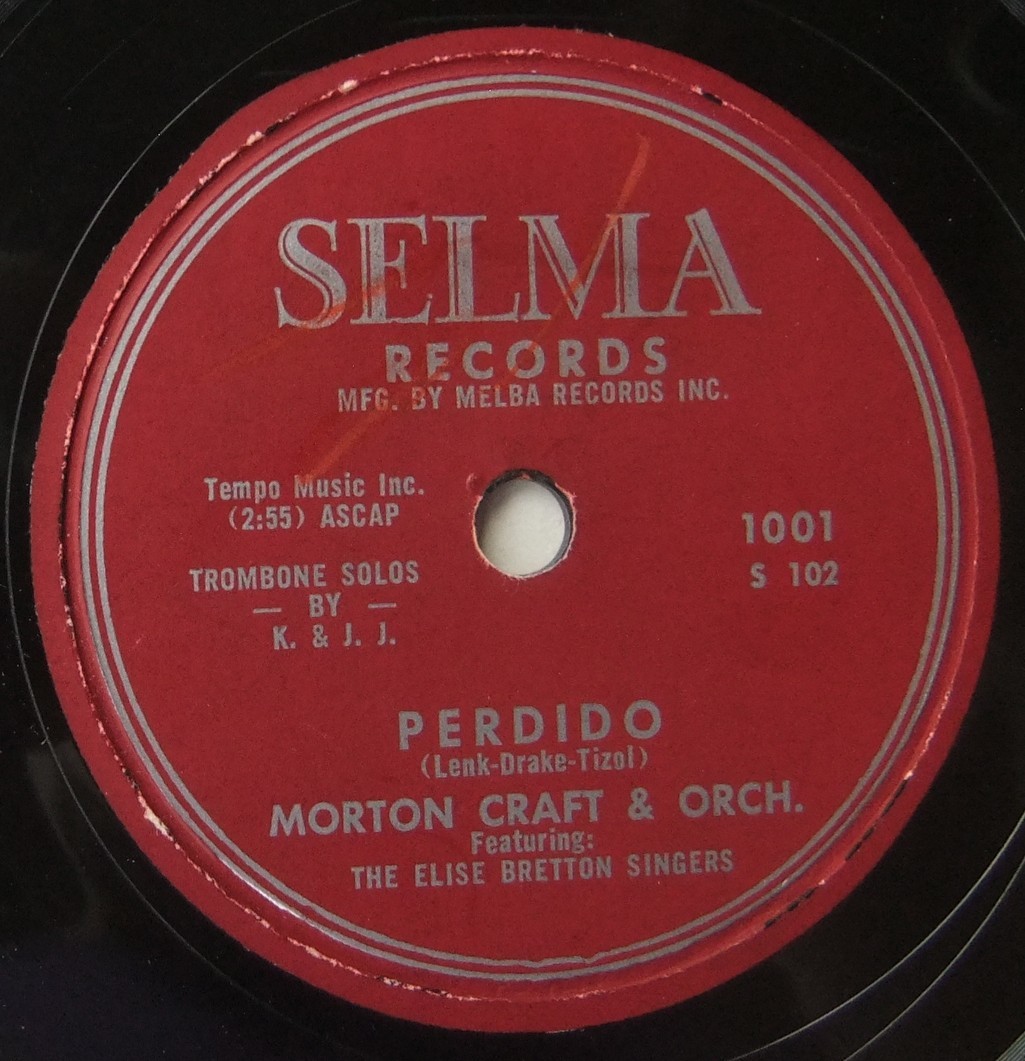 SELMA
RECORDS
MFG. BY MELBA RECORDS INC.
Tempo Music Inc.
(2:55) ASCAP
TROMBONE SOLOS
— BY —
K. & J. J.
1001
S 102
PERDIDO
(Lenk-Drake-Tizol)
MORTON CRAFT & ORCH.
Featuring:
THE ELISE BRETTON SINGERS